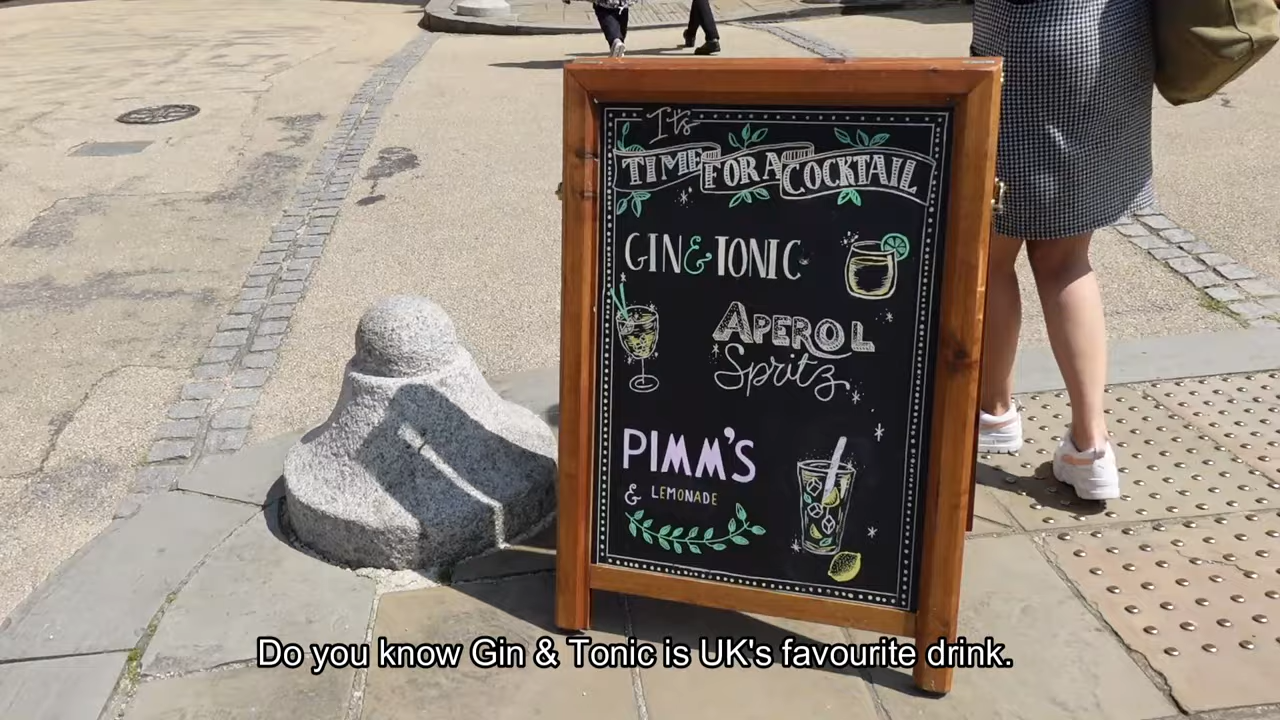 It's
TIME FOR A COCKTAIL
GIN & TONIC
APEROL
Spritz
PIMM'S
& LEMONADE
Do you know Gin & Tonic is UK's favourite drink.